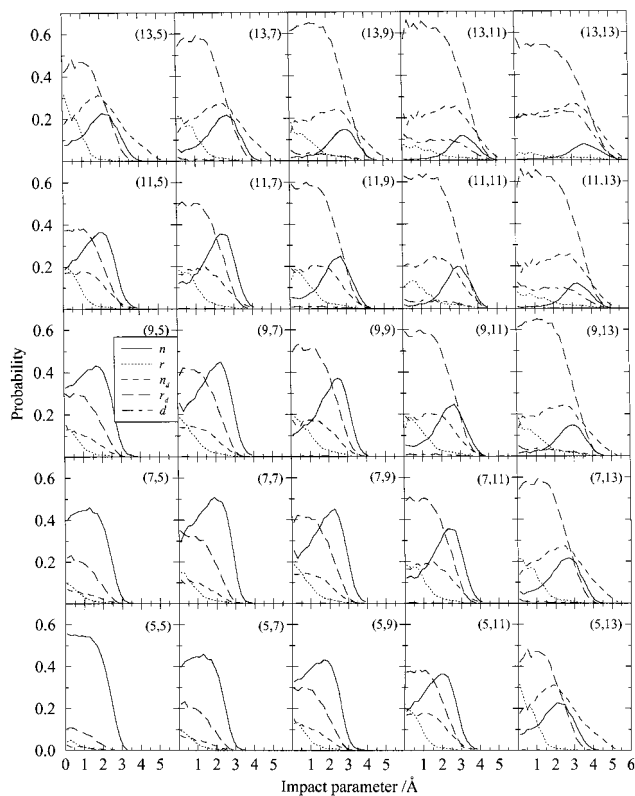 0.6 (13,5) (13,7) (13,9) (13,11) (13,13)
0.4
0.2
0.6 (11,5) (11,7) (11,9) (11,11) (11,13)
0.4
0.2
0.6 (9,5) (9,7) (9,9) (9,11) (9,13)
n
r
n_d
r_d
d
0.4
0.2
Probability
0.6 (7,5) (7,7) (7,9) (7,11) (7,13)
0.4
0.2
0.6 (5,5) (5,7) (5,9) (5,11) (5,13)
0.4
0.2
0.0
0 1 2 3 4 5 0 1 2 3 4 5 0 1 2 3 4 5 0 1 2 3 4 5 0 1 2 3 4 5 6
Impact parameter /Å